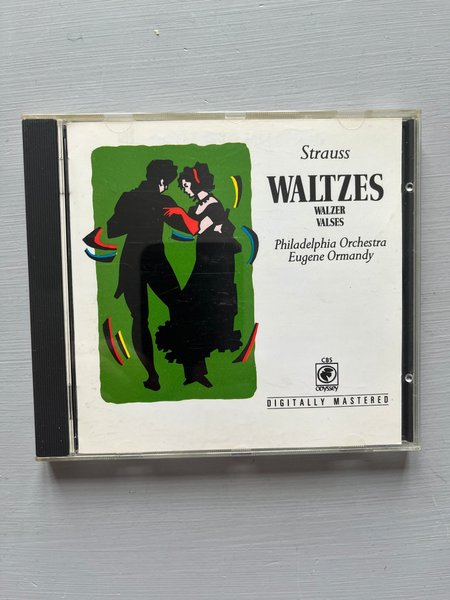 Strauss
WALTZES
WALZER
VALSES
Philadelphia Orchestra
Eugene Ormandy
CBS
odyssey
DIGITALLY MASTERED